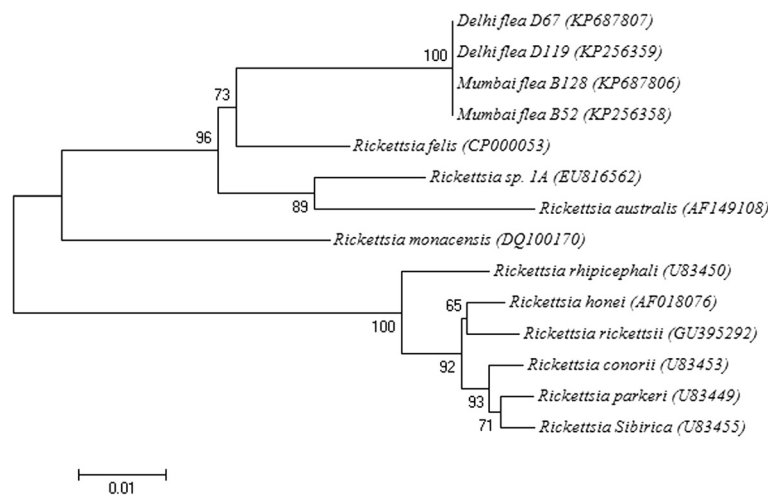 Delhi flea D67 (KP687807)
100
Delhi flea D119 (KP256359)
Mumbai flea B128 (KP687806)
73
Mumbai flea B52 (KP256358)
96
Rickettsia felis (CP000053)
Rickettsia sp. 1A (EU816562)
89
Rickettsia australis (AF149108)
Rickettsia monacensis (DQ100170)
Rickettsia rhipicephali (U83450)
65
Rickettsia honei (AF018076)
100
Rickettsia rickettsii (GU395292)
92
Rickettsia conorii (U83453)
93
Rickettsia parkeri (U83449)
71
Rickettsia Sibirica (U83455)
0.01